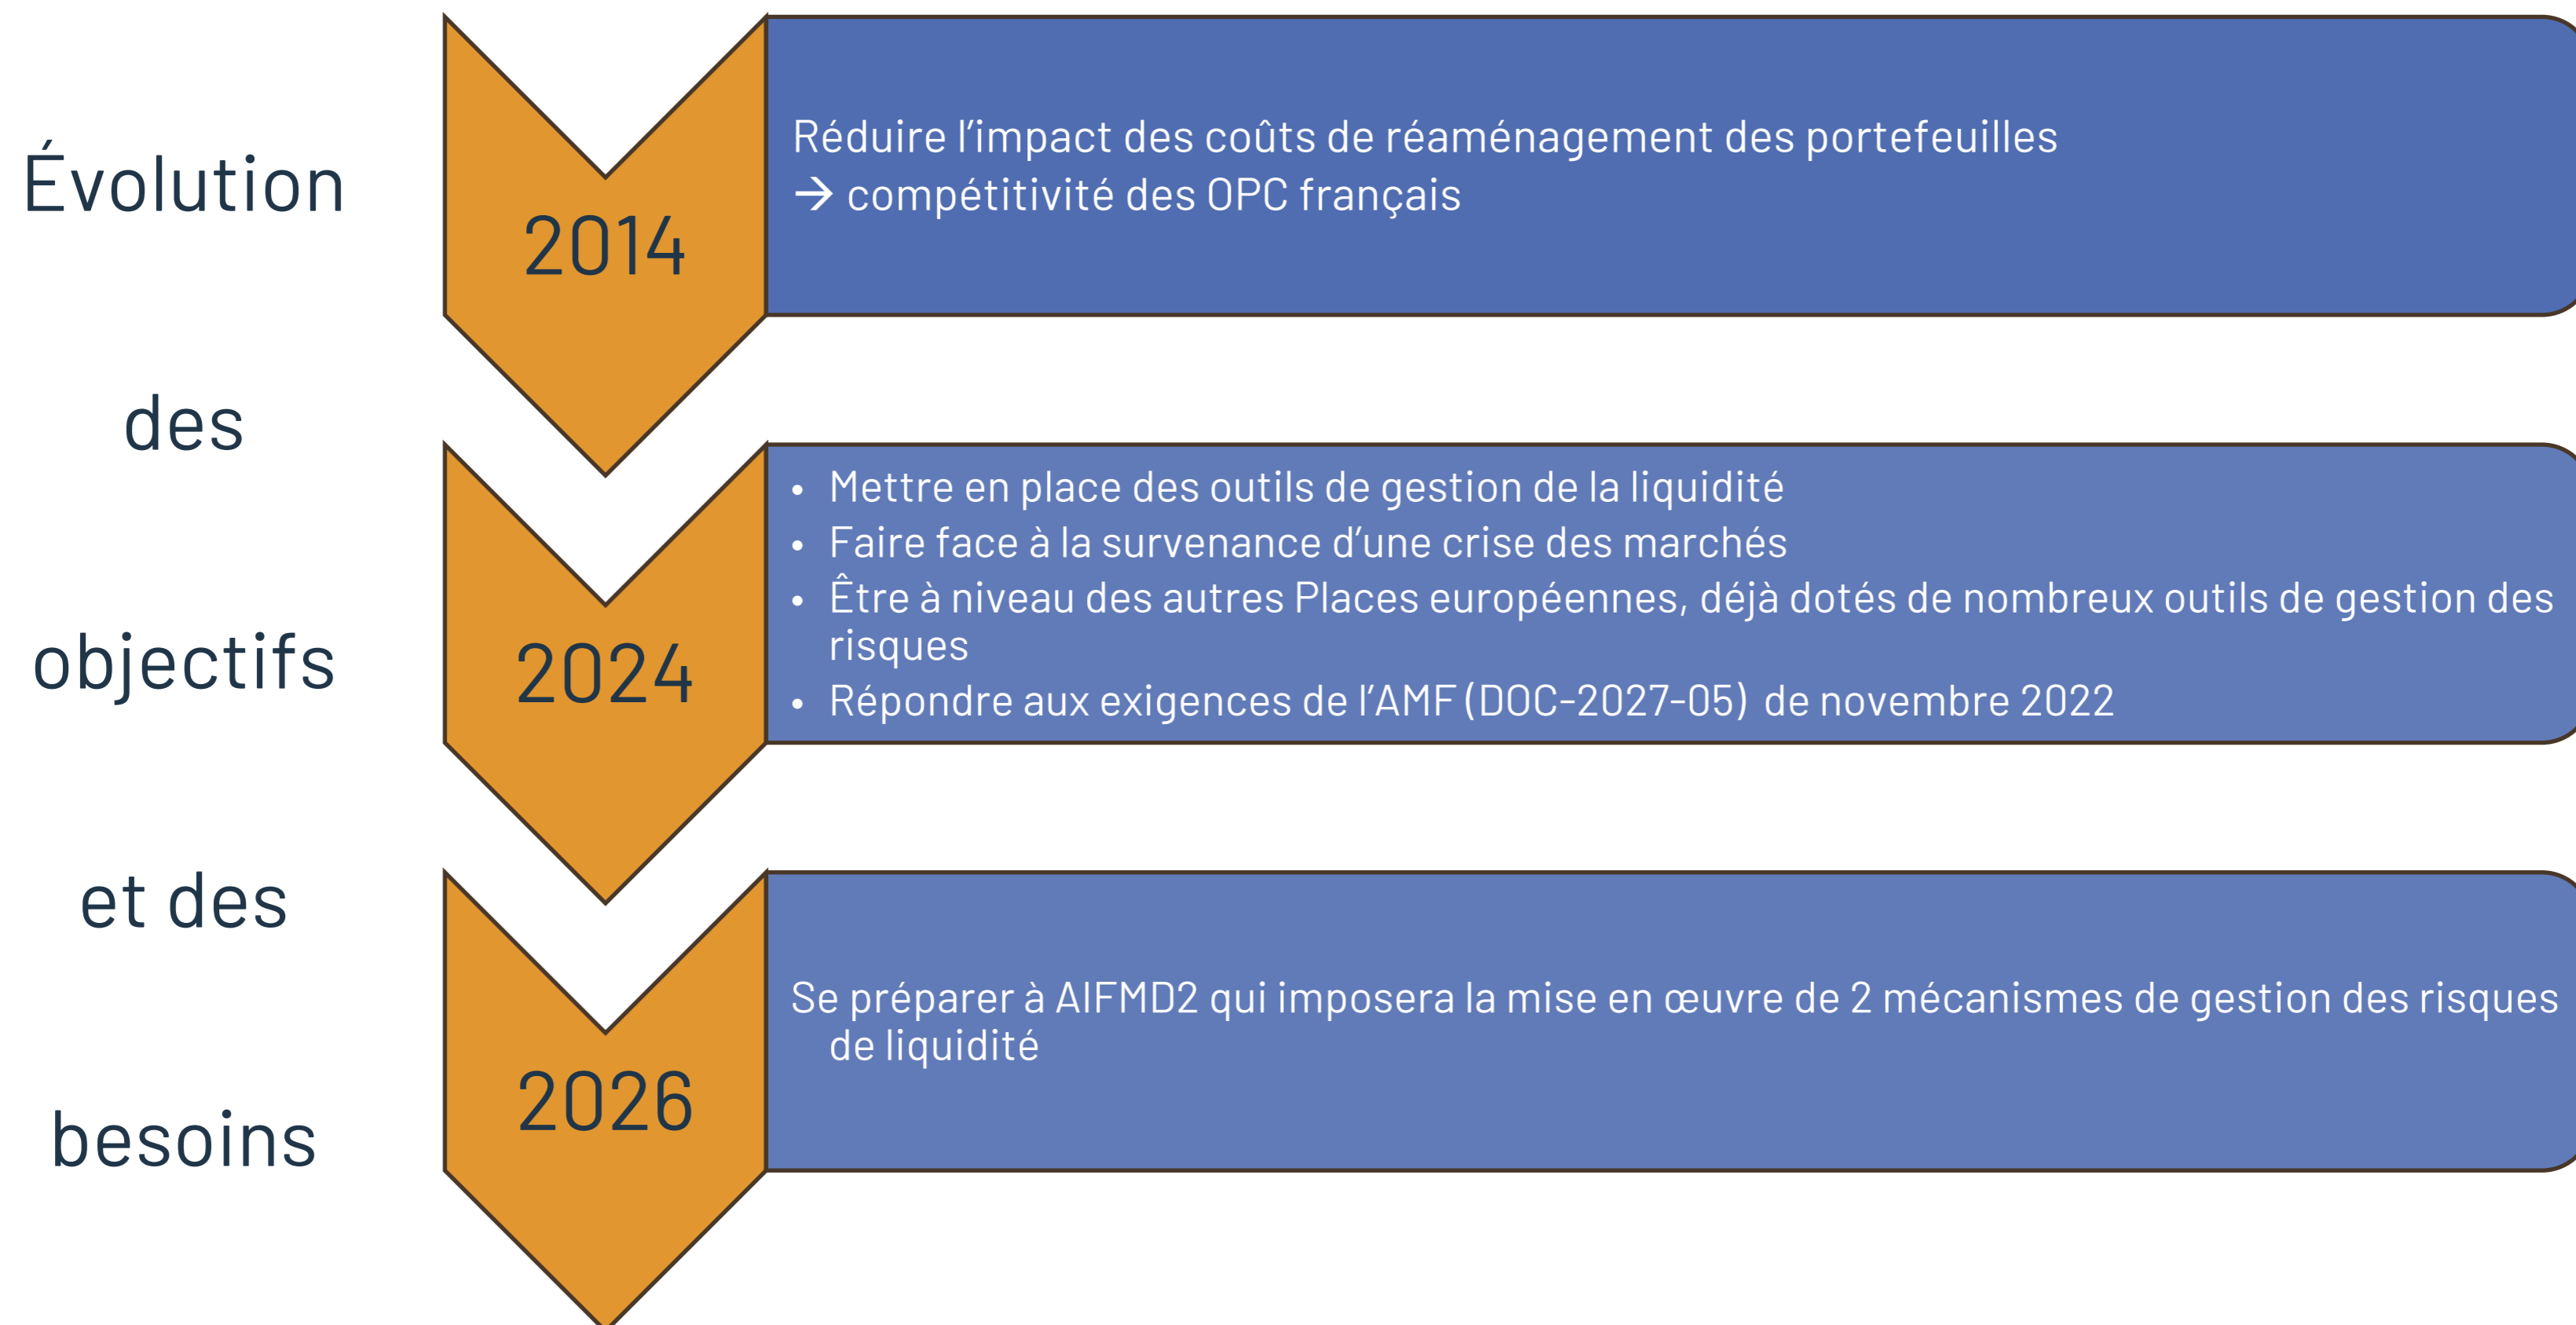 Évolution
des
objectifs
et des
besoins
2014
Réduire l’impact des coûts de réaménagement des portefeuilles
→ compétitivité des OPC français
2024
• Mettre en place des outils de gestion de la liquidité
• Faire face à la survenance d’une crise des marchés
• Être à niveau des autres Places européennes, déjà dotés de nombreux outils de gestion des
risques
• Répondre aux exigences de l’AMF (DOC-2027-05) de novembre 2022
2026
Se préparer à AIFMD2 qui imposera la mise en œuvre de 2 mécanismes de gestion des risques
de liquidité